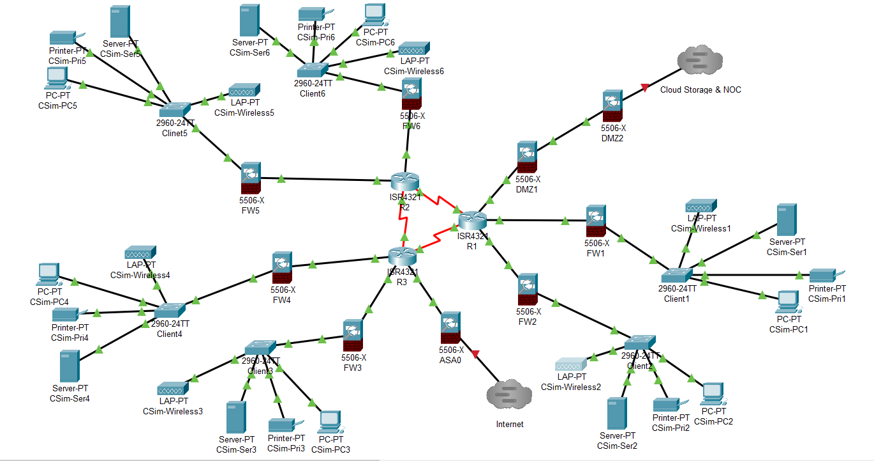 Server-PT
CSim-Ser5
Printer-PT
CSim-Pri5
PC-PT
CSim-PC5
LAP-PT
CSim-Wireless5
2960-24TT
Clinet5
Server-PT
CSim-Ser6
Printer-PT
CSim-Pri6
PC-PT
CSim-PC6
LAP-PT
CSim-Wireless6
2960-24TT
Client6
5506-X
FW6
Cloud Storage & NOC
5506-X
DMZ2
5506-X
DMZ1
5506-X
FW5
ISR4321
R2
ISR4321
R1
ISR4321
R3
5506-X
FW1
LAP-PT
CSim-Wireless1
Server-PT
CSim-Ser1
2960-24TT
Client1
Printer-PT
CSim-Pri1
PC-PT
CSim-PC1
LAP-PT
CSim-Wireless4
PC-PT
CSim-PC4
Printer-PT
CSim-Pri4
2960-24TT
Client4
Server-PT
CSim-Ser4
5506-X
FW4
5506-X
FW2
5506-X
FW3
5506-X
ASA0
Internet
2960-24TT
Client3
LAP-PT
CSim-Wireless3
Server-PT
CSim-Ser3
Printer-PT
CSim-Pri3
PC-PT
CSim-PC3
2960-24TT
Client2
LAP-PT
CSim-Wireless2
Server-PT
CSim-Ser2
Printer-PT
CSim-Pri2
PC-PT
CSim-PC2